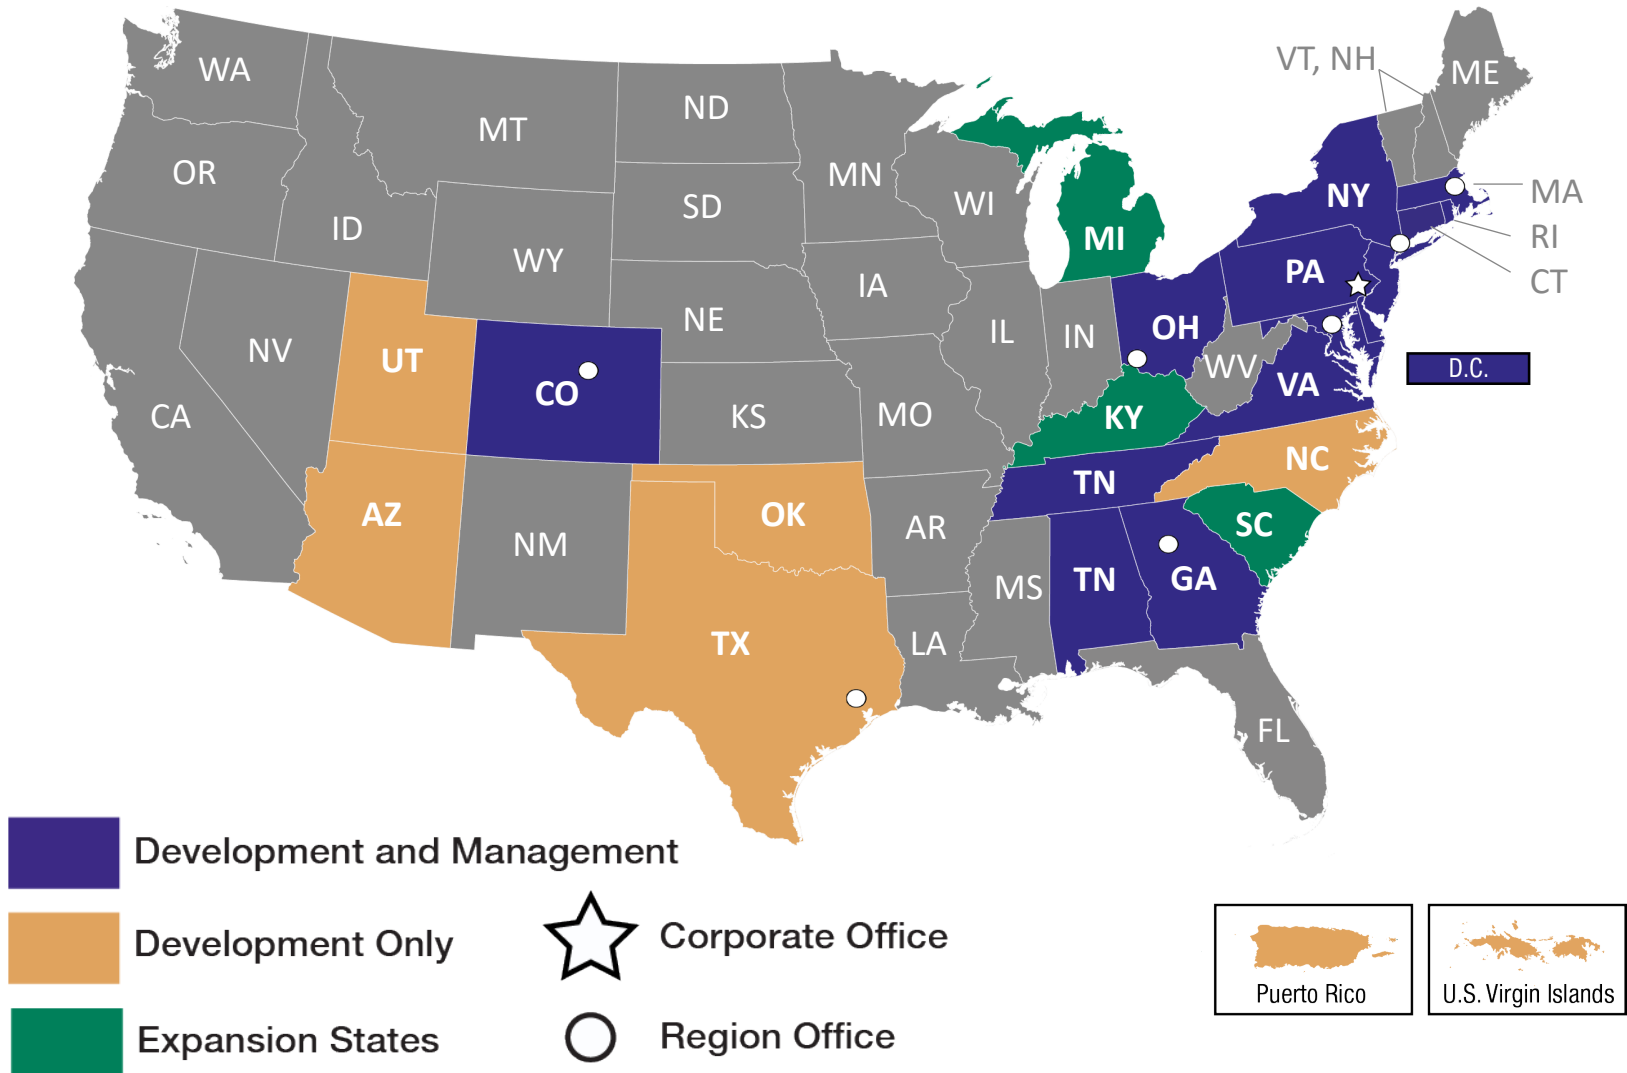 WA
MT
ND
MN
VT, NH
ME
OR
ID
SD
WI
NY
MA
WY
MI
RI
IA
PA
CT
NV
UT
CO
NE
IL
IN
OH
WV
VA
D.C.
CA
KS
MO
KY
NC
AZ
NM
OK
AR
TN
SC
TX
LA
MS
TN
GA
FL
Development and Management
Development Only
Corporate Office
Expansion States
Region Office
Puerto Rico
U.S. Virgin Islands